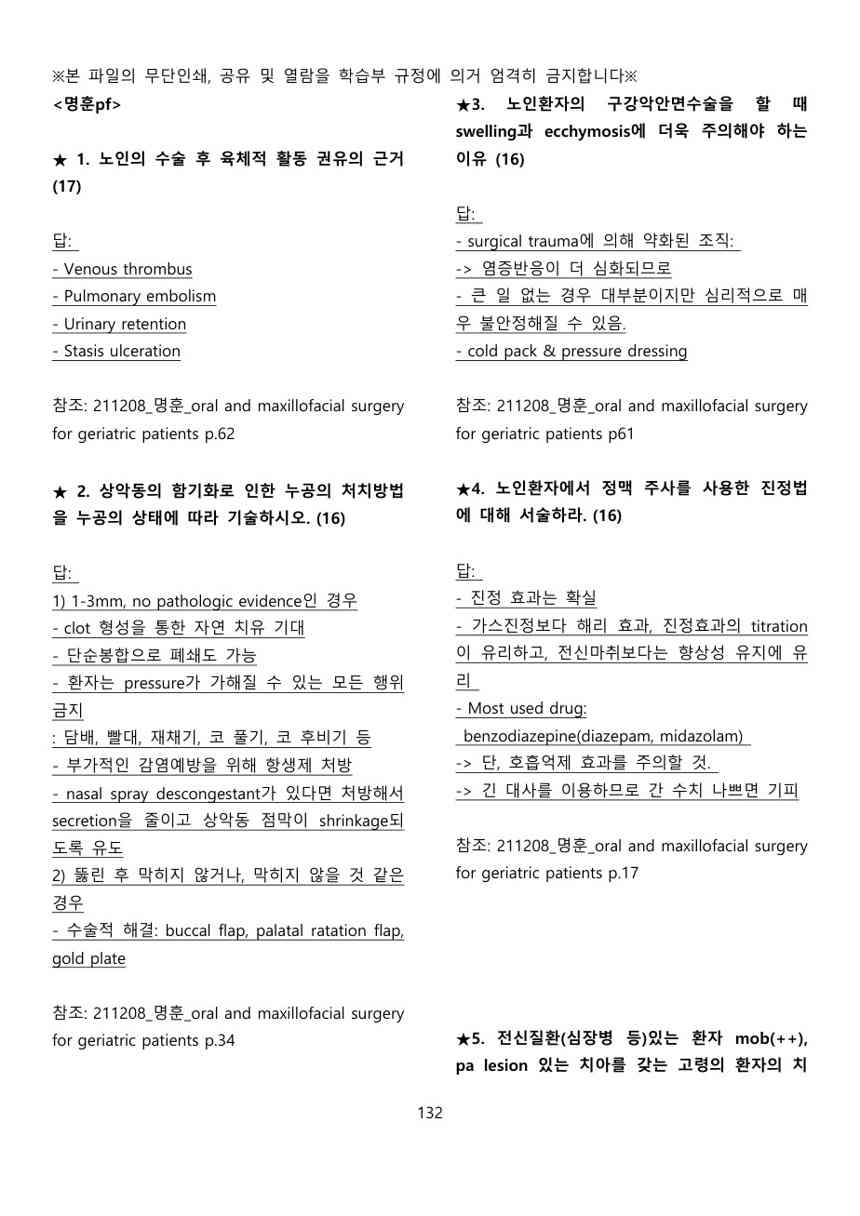 ※본 파일의 무단인쇄, 공유 및 열람을 학습부 규정에 의거 엄격히 금지합니다※
<명훈pf>
★ 1. 노인의 수술 후 육체적 활동 권유의 근거
(17)
답:
- Venous thrombus
- Pulmonary embolism
- Urinary retention
- Stasis ulceration
참조: 211208_명훈_oral and maxillofacial surgery
for geriatric patients p.62
★ 2. 상악동의 함기화로 인한 누공의 처치방법
을 누공의 상태에 따라 기술하시오. (16)
답:
1) 1-3mm, no pathologic evidence인 경우
- clot 형성을 통한 자연 치유 기대
- 단순봉합으로 폐쇄도 가능
- 환자는 pressure가 가해질 수 있는 모든 행위
금지
: 담배, 빨대, 재채기, 코 풀기, 코 후비기 등
- 부가적인 감염예방을 위해 항생제 처방
- nasal spray descongestant가 있다면 처방해서
secretion을 줄이고 상악동 점막이 shrinkage되
도록 유도
2) 뚫린 후 막히지 않거나, 막히지 않을 것 같은
경우
- 수술적 해결: buccal flap, palatal ratation flap,
gold plate
참조: 211208_명훈_oral and maxillofacial surgery
for geriatric patients p.34
★3. 노인환자의 구강악안면수술을 할 때
swelling과 ecchymosis에 더욱 주의해야 하는
이유 (16)
답:
- surgical trauma에 의해 약화된 조직:
-> 염증반응이 더 심화되므로
- 큰 일 없는 경우 대부분이지만 심리적으로 매
우 불안정해질 수 있음.
- cold pack & pressure dressing
참조: 211208_명훈_oral and maxillofacial surgery
for geriatric patients p61
★4. 노인환자에서 정맥 주사를 사용한 진정법
에 대해 서술하라. (16)
답:
- 진정 효과는 확실
- 가스진정보다 해리 효과, 진정효과의 titration
이 유리하고, 전신마취보다는 향상성 유지에 유
리
- Most used drug:
benzodiazepine(diazepam, midazolam)
-> 단, 호흡억제 효과를 주의할 것.
-> 긴 대사를 이용하므로 간 수치 나쁘면 기피
참조: 211208_명훈_oral and maxillofacial surgery
for geriatric patients p.17
★5. 전신질환(심장병 등)있는 환자 mob(++),
pa lesion 있는 치아를 갖는 고령의 환자의 치
132